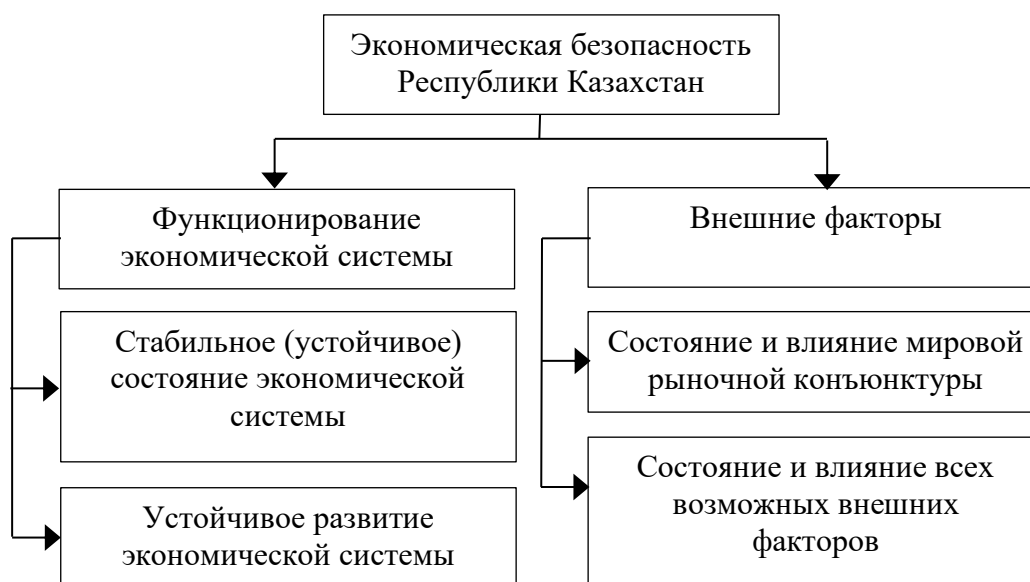 Экономическая безопасность
Республики Казахстан
Функционирование
экономической системы
Внешние факторы
Стабильное (устойчивое)
состояние экономической
системы
Состояние и влияние мировой
рыночной конъюнктуры
Устойчивое развитие
экономической системы
Состояние и влияние всех
возможных внешних
факторов